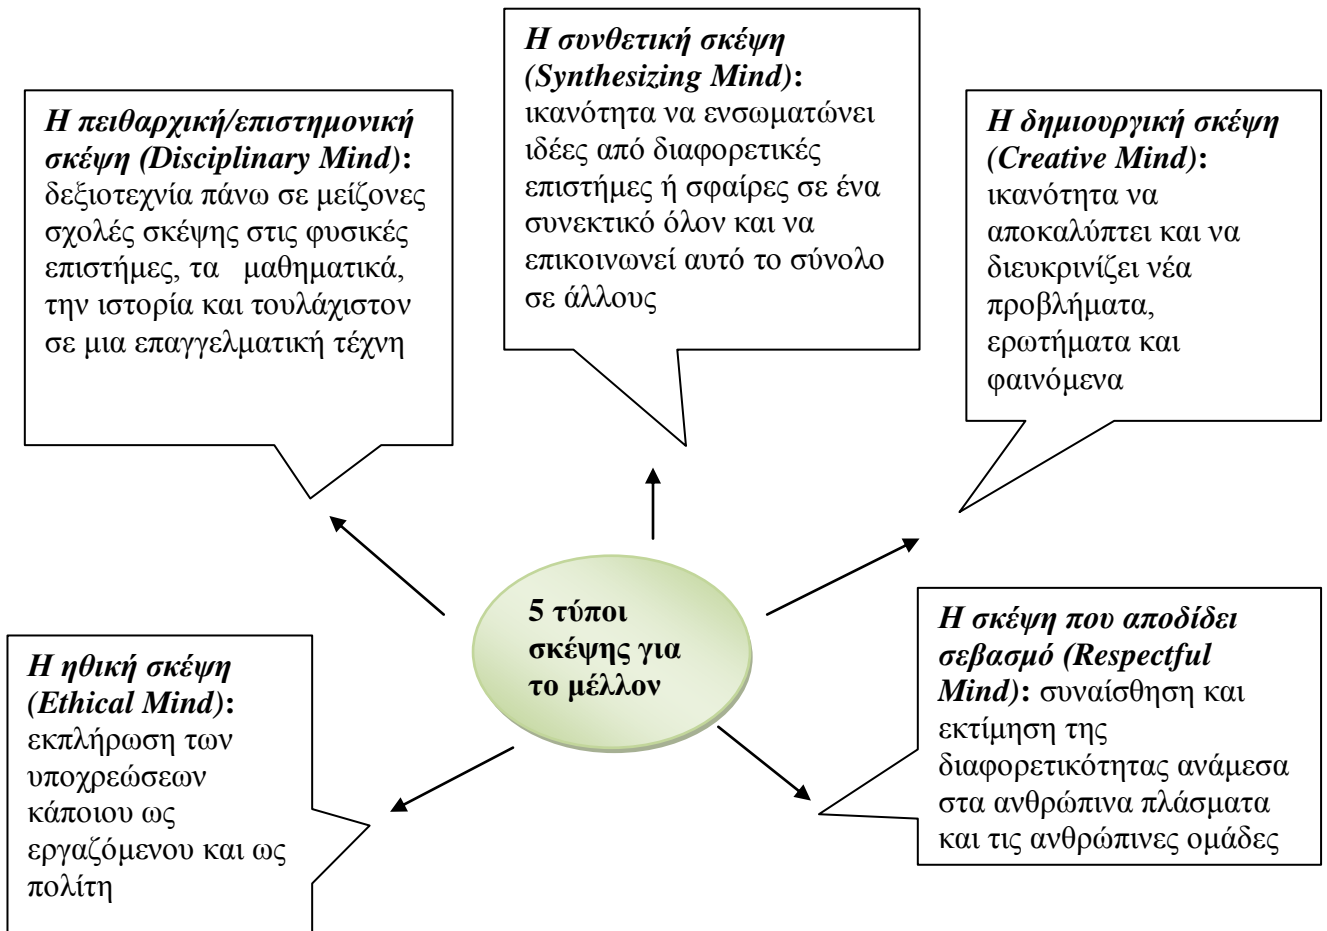 Η πειθαρχική/επιστημονική
σκέψη (Disciplinary Mind):
δεξιοτεχνία πάνω σε μείζονες
σχολές σκέψης στις φυσικές
επιστήμες, τα μαθηματικά,
την ιστορία και τουλάχιστον
σε μια επαγγελματική τέχνη
Η συνθετική σκέψη
(Synthesizing Mind):
ικανότητα να ενσωματώνει
ιδέες από διαφορετικές
επιστήμες ή σφαίρες σε ένα
συνεκτικό όλον και να
επικοινωνεί αυτό το σύνολο
σε άλλους
Η δημιουργική σκέψη
(Creative Mind):
ικανότητα να
αποκαλύπτει και να
διευκρινίζει νέα
προβλήματα,
ερωτήματα και
φαινόμενα
5 τύποι
σκέψης για
το μέλλον
Η ηθική σκέψη
(Ethical Mind):
εκπλήρωση των
υποχρεώσεων
κάποιου ως
εργαζόμενου και ως
πολίτη
Η σκέψη που αποδίδει
σεβασμό (Respectful
Mind): συναίσθηση και
εκτίμηση της
διαφορετικότητας ανάμεσα
στα ανθρώπινα πλάσματα
και τις ανθρώπινες ομάδες